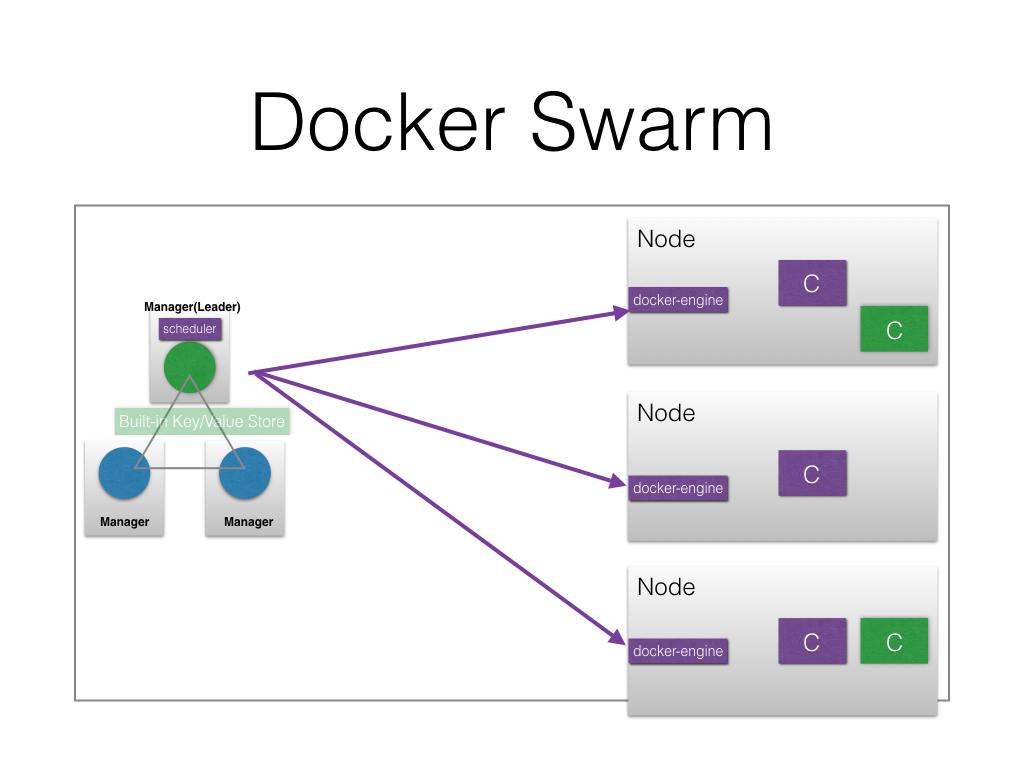 Docker Swarm
Manager(Leader)
scheduler
Built-in Key/Value Store
Manager
Manager
Node
docker-engine
C
C
Node
docker-engine
C
Node
docker-engine
C
C